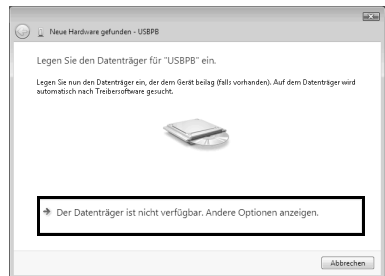 Neue Hardware gefunden - USBPB
Legen Sie den Datenträger für "USBPB" ein.
Legen Sie nun den Datenträger ein, der dem Gerät beilag (falls vorhanden). Auf dem Datenträger wird
automatisch nach Treibersoftware gesucht.
Der Datenträger ist nicht verfügbar. Andere Optionen anzeigen.
Abbrechen